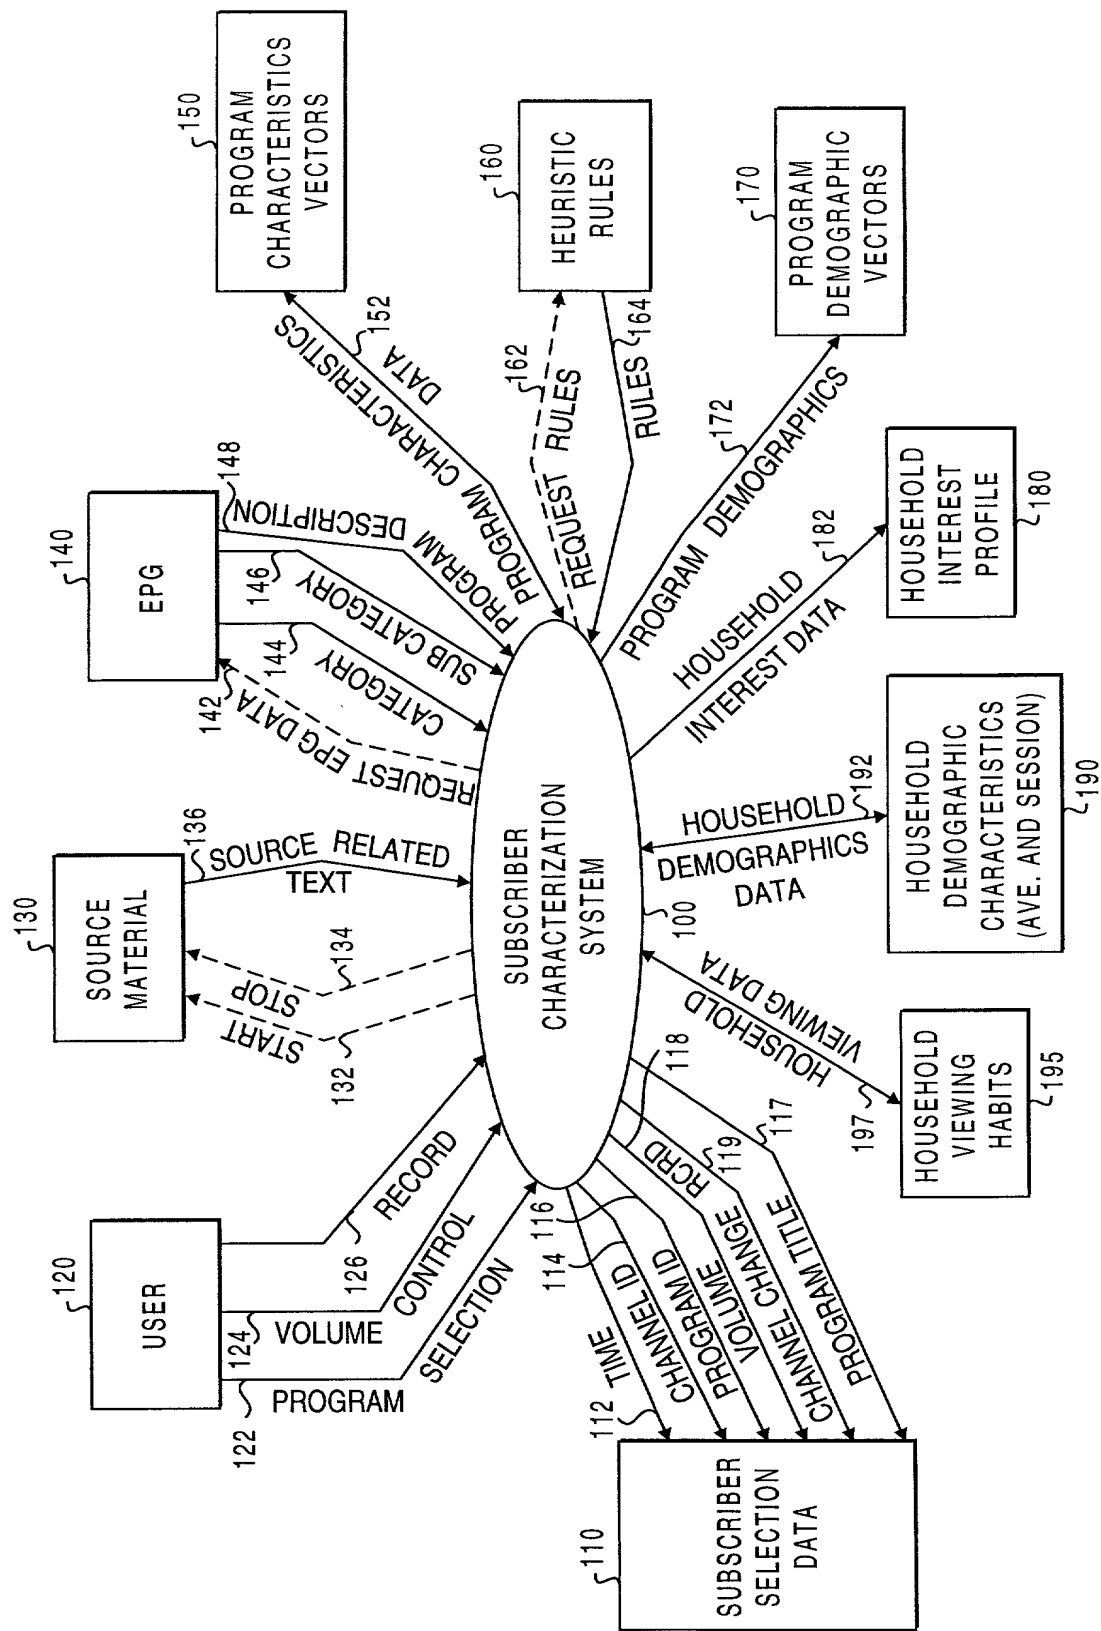 120
USER
122
PROGRAM
SELECTION
124
VOLUME
CONTROL
126
RECORD
130
SOURCE
MATERIAL
START
132
STOP
134
136
SOURCE RELATED
TEXT
140
EPG
142
REQUEST EPG DATA
144
CATEGORY
146
SUB CATEGORY
148
PROGRAM DESCRIPTION
150
PROGRAM
CHARACTERISTICS
VECTORS
PROGRAM CHARACTERISTICS
DATA
152
160
HEURISTIC
RULES
162
REQUEST RULES
RULES
164
170
PROGRAM
DEMOGRAPHIC
VECTORS
172
PROGRAM DEMOGRAPHICS
SUBSCRIBER
CHARACTERIZATION
SYSTEM
100
110
SUBSCRIBER
SELECTION
DATA
112
TIME
114
CHANNEL ID
116
PROGRAM ID
VOLUME
118
RCRD
119
CHANNEL CHANGE
PROGRAM TITLE
117
HOUSEHOLD
VIEWING DATA
197
HOUSEHOLD
VIEWING
HABITS
195
HOUSEHOLD
DEMOGRAPHICS
DATA
192
HOUSEHOLD
DEMOGRAPHIC
CHARACTERISTICS
(AVE. AND SESSION)
190
HOUSEHOLD
INTEREST DATA
182
HOUSEHOLD
INTEREST
PROFILE
180